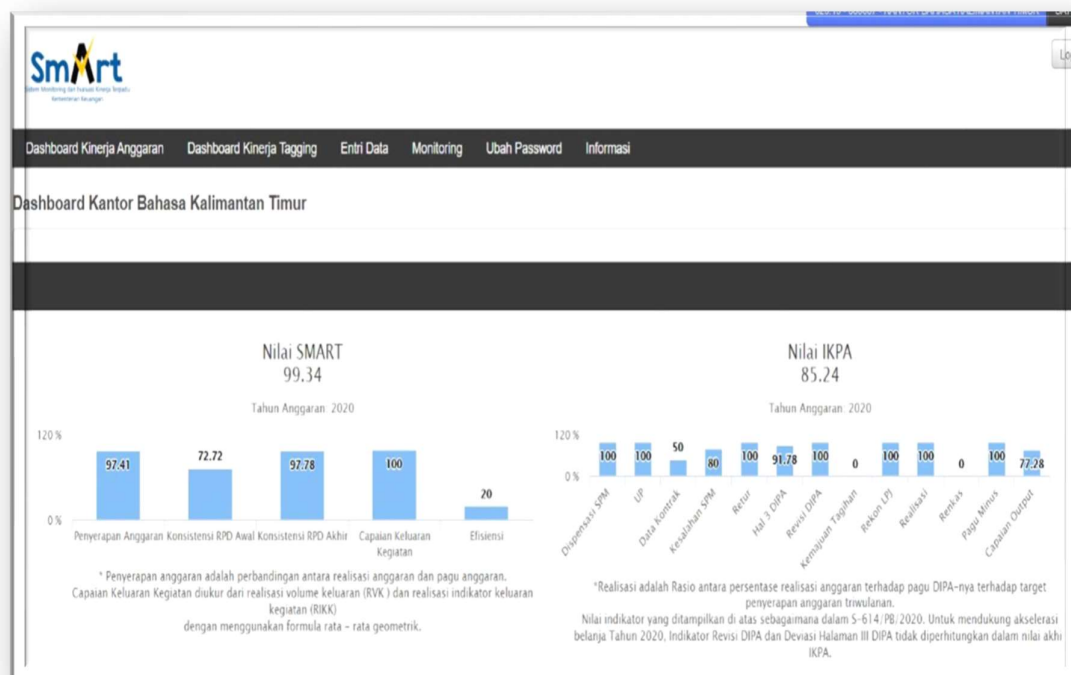 SmArt
Sistem Monitoring dan Evaluasi Kinerja Terpadu
Kementerian Keuangan
Dashboard Kinerja Anggaran Dashboard Kinerja Tagging Entri Data Monitoring Ubah Password Informasi
Dashboard Kantor Bahasa Kalimantan Timur
Nilai SMART
99.34
Tahun Anggaran 2020
120 %
97.41 72.72 97.78 100 20
0 %
Penyerapan Anggaran Konsistensi RPD Awal Konsistensi RPD Akhir Capaian Keluaran Kegiatan Efisiensi
* Penyerapan anggaran adalah perbandingan antara realisasi anggaran dan pagu anggaran.
Capaian Keluaran Kegiatan diukur dari realisasi volume keluaran (RVK ) dan realisasi indikator keluaran
kegiatan (RIKK)
dengan menggunakan formula rata - rata geometrik.
Nilai IKPA
85.24
Tahun Anggaran 2020
120 %
100 100 50 80 100 91.78 100 0 100 100 0 100 77.28
0 %
Dispensasi SPM UP Data Kontrak Kesalahan SPM Retur Hal 3 DIPA Revisi DIPA Kemajuan Tagihan Rekon LPJ Realisasi Renkas Pagu Minus Capaian Output
*Realisasi adalah Rasio antara persentase realisasi anggaran terhadap pagu DIPA-nya terhadap target
penyerapan anggaran triwulanan.
Nilai indikator yang ditampilkan di atas sebagaimana dalam S-614/PB/2020. Untuk mendukung akselerasi
belanja Tahun 2020, Indikator Revisi DIPA dan Deviasi Halaman III DIPA tidak diperhitungkan dalam nilai akhi
IKPA.